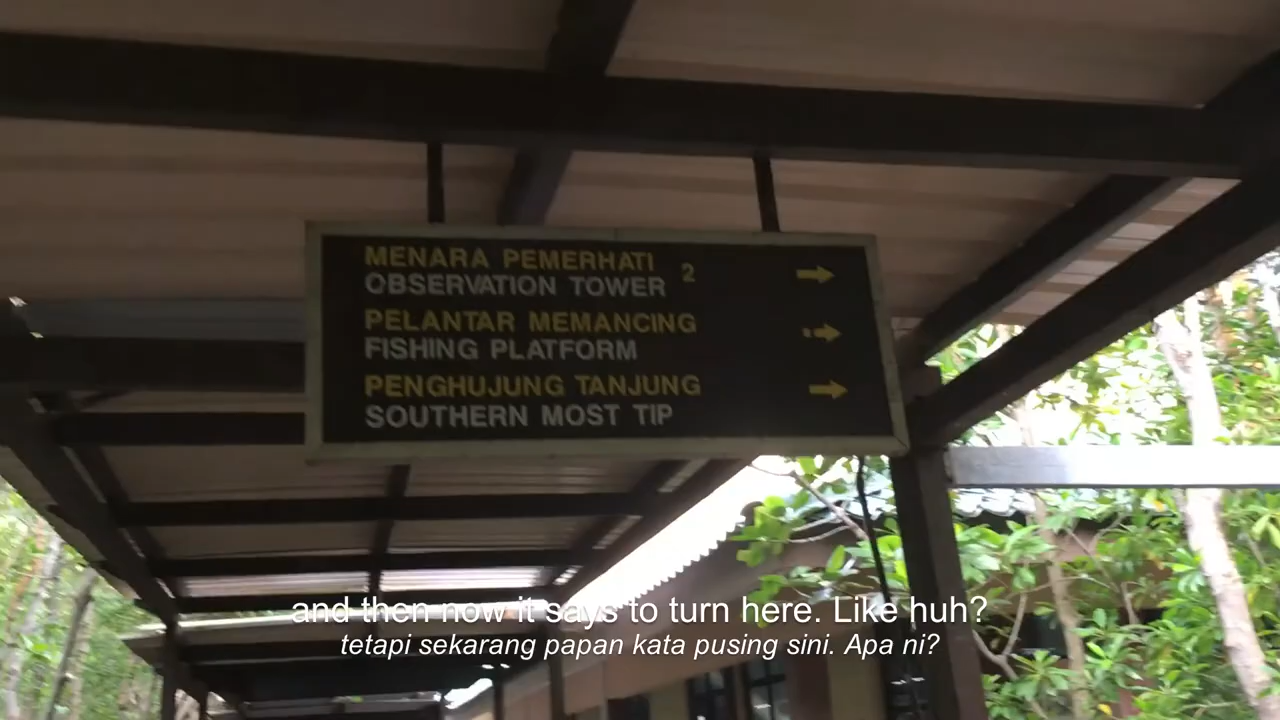 MENARA PEMERHATI
OBSERVATION TOWER 2
PELANTAR MEMANCING
FISHING PLATFORM
PENGHUJUNG TANJUNG
SOUTHERN MOST TIP
and then now it says to turn here. Like huh?
tetapi sekarang papan kata pusing sini. Apa ni?